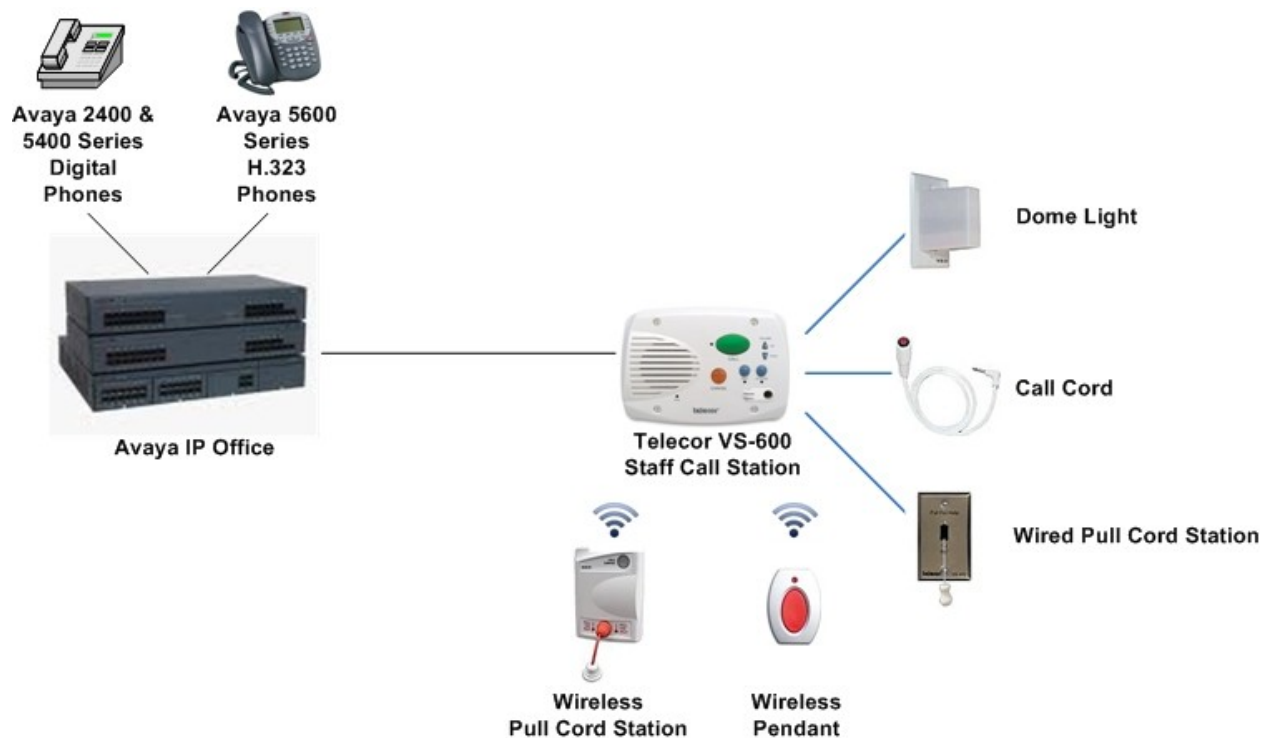 Avaya 2400 &
5400 Series
Digital
Phones
Avaya 5600
Series
H.323
Phones
Avaya IP Office
Telecor VS-600
Staff Call Station
Dome Light
Call Cord
Wired Pull Cord Station
Wireless
Pull Cord Station
Wireless
Pendant
telecor